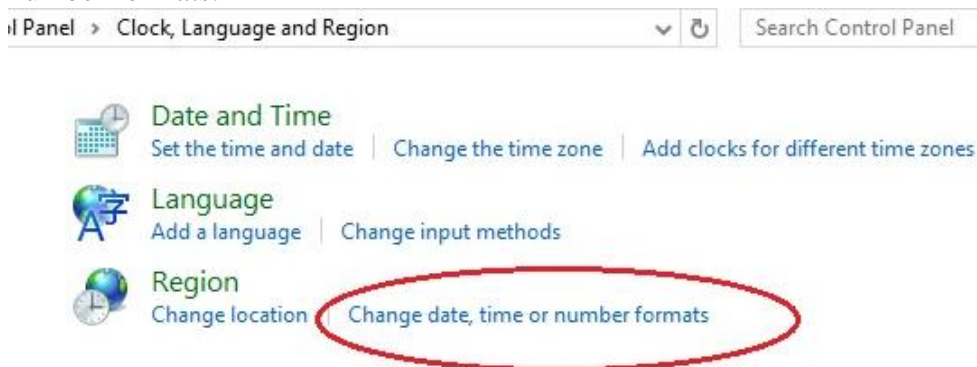 ol Panel > Clock, Language and Region
Search Control Panel
Date and Time
Set the time and date | Change the time zone | Add clocks for different time zones
Language
Add a language | Change input methods
Region
Change location | Change date, time or number formats